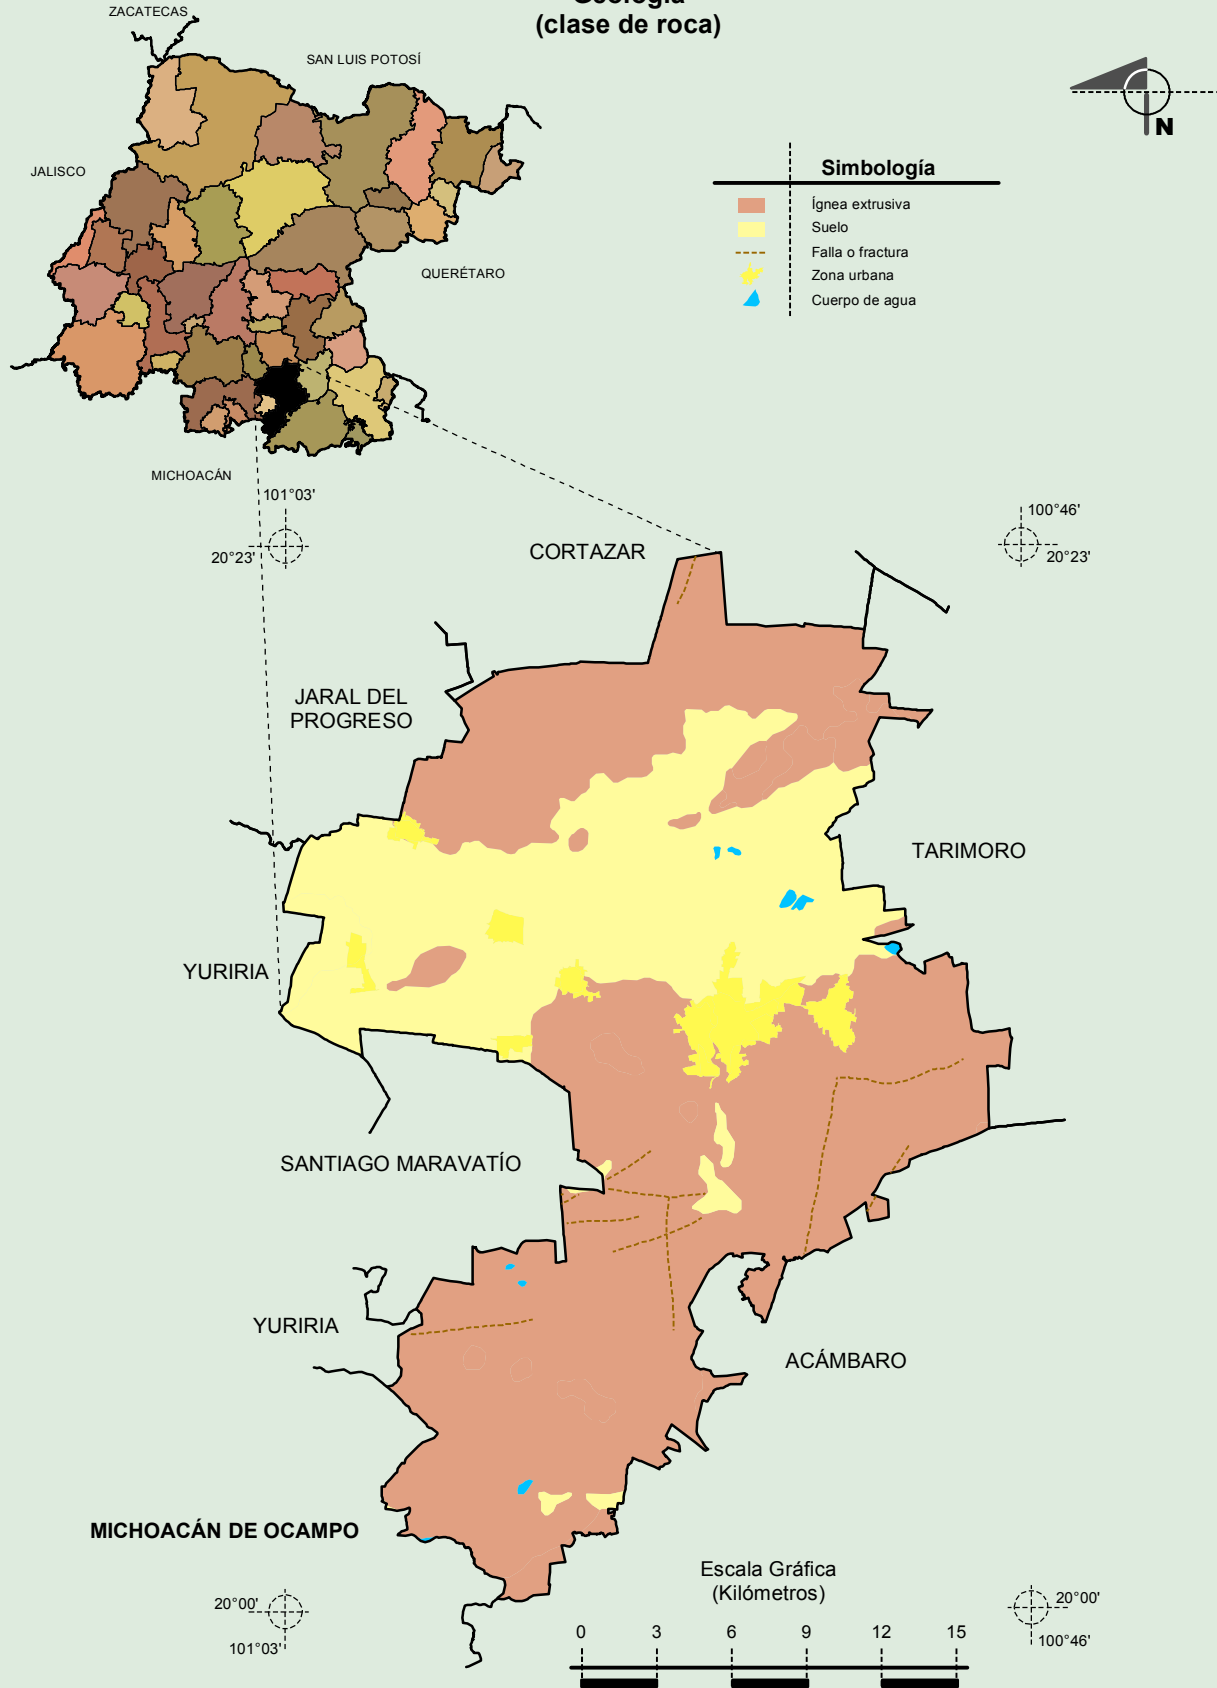 Geología
(clase de roca)
ZACATECAS
SAN LUIS POTOSÍ
JALISCO
QUERÉTARO
MICHOACÁN
N
Simbología
Ígnea extrusiva
Suelo
Falla o fractura
Zona urbana
Cuerpo de agua
101°03'
20°23'
100°46'
20°23'
CORTAZAR
JARAL DEL
PROGRESO
TARIMORO
YURIRIA
SANTIAGO MARAVATÍO
YURIRIA
ACÁMBARO
MICHOACÁN DE OCAMPO
Escala Gráfica
(Kilómetros)
0 3 6 9 12 15
20°00'
101°03'
20°00'
100°46'